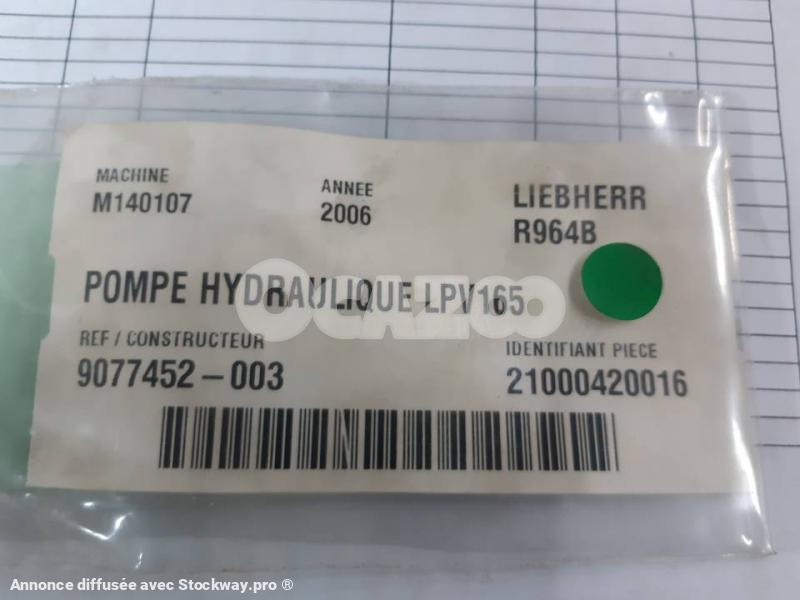 MACHINE
M140107
ANNEE
2006
LIEBHERR
R964B
POMPE HYDRAULIQUE LPV165
OCAZOO
REF / CONSTRUCTEUR
9077452-003
IDENTIFIANT PIECE
21000420016
Annonce diffusée avec Stockway.pro ®